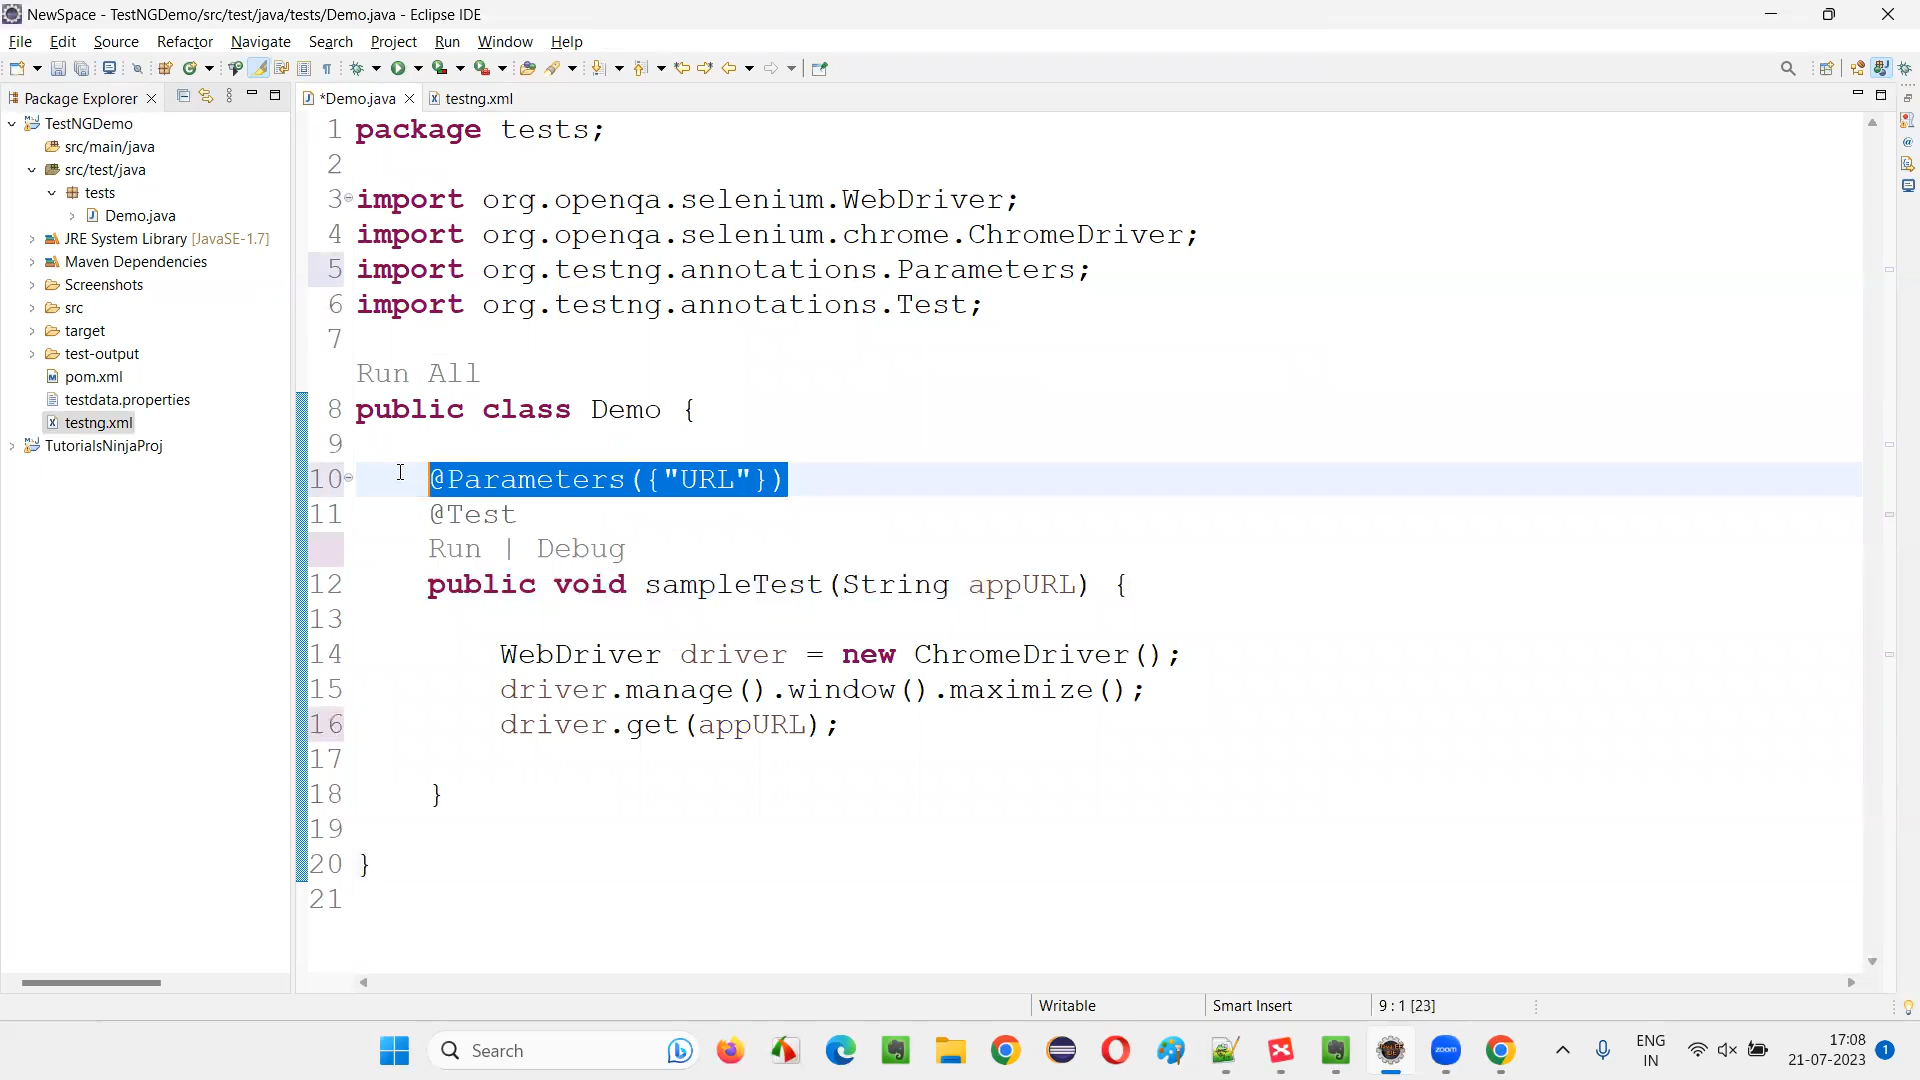 NewSpace - TestNGDemo/src/test/java/tests/Demo.java - Eclipse IDE
File Edit Source Refactor Navigate Search Project Run Window Help
Package Explorer
*Demo.java
testng.xml
TestNGDemo
src/main/java
src/test/java
tests
Demo.java
JRE System Library [JavaSE-1.7]
Maven Dependencies
Screenshots
src
target
test-output
pom.xml
testdata.properties
testng.xml
TutorialsNinjaProj
1 package tests;
2
3 import org.openqa.selenium.WebDriver;
4 import org.openqa.selenium.chrome.ChromeDriver;
5 import org.testng.annotations.Parameters;
6 import org.testng.annotations.Test;
7
Run All
8 public class Demo {
9
10 @Parameters({"URL"})
11 @Test
Run | Debug
12 public void sampleTest(String appURL) {
13
14 WebDriver driver = new ChromeDriver();
15 driver.manage().window().maximize();
16 driver.get(appURL);
17
18 }
19
20 }
21
Writable
Smart Insert
9 : 1 [23]
Search
zoom
ENG
IN
17:08
21-07-2023
1